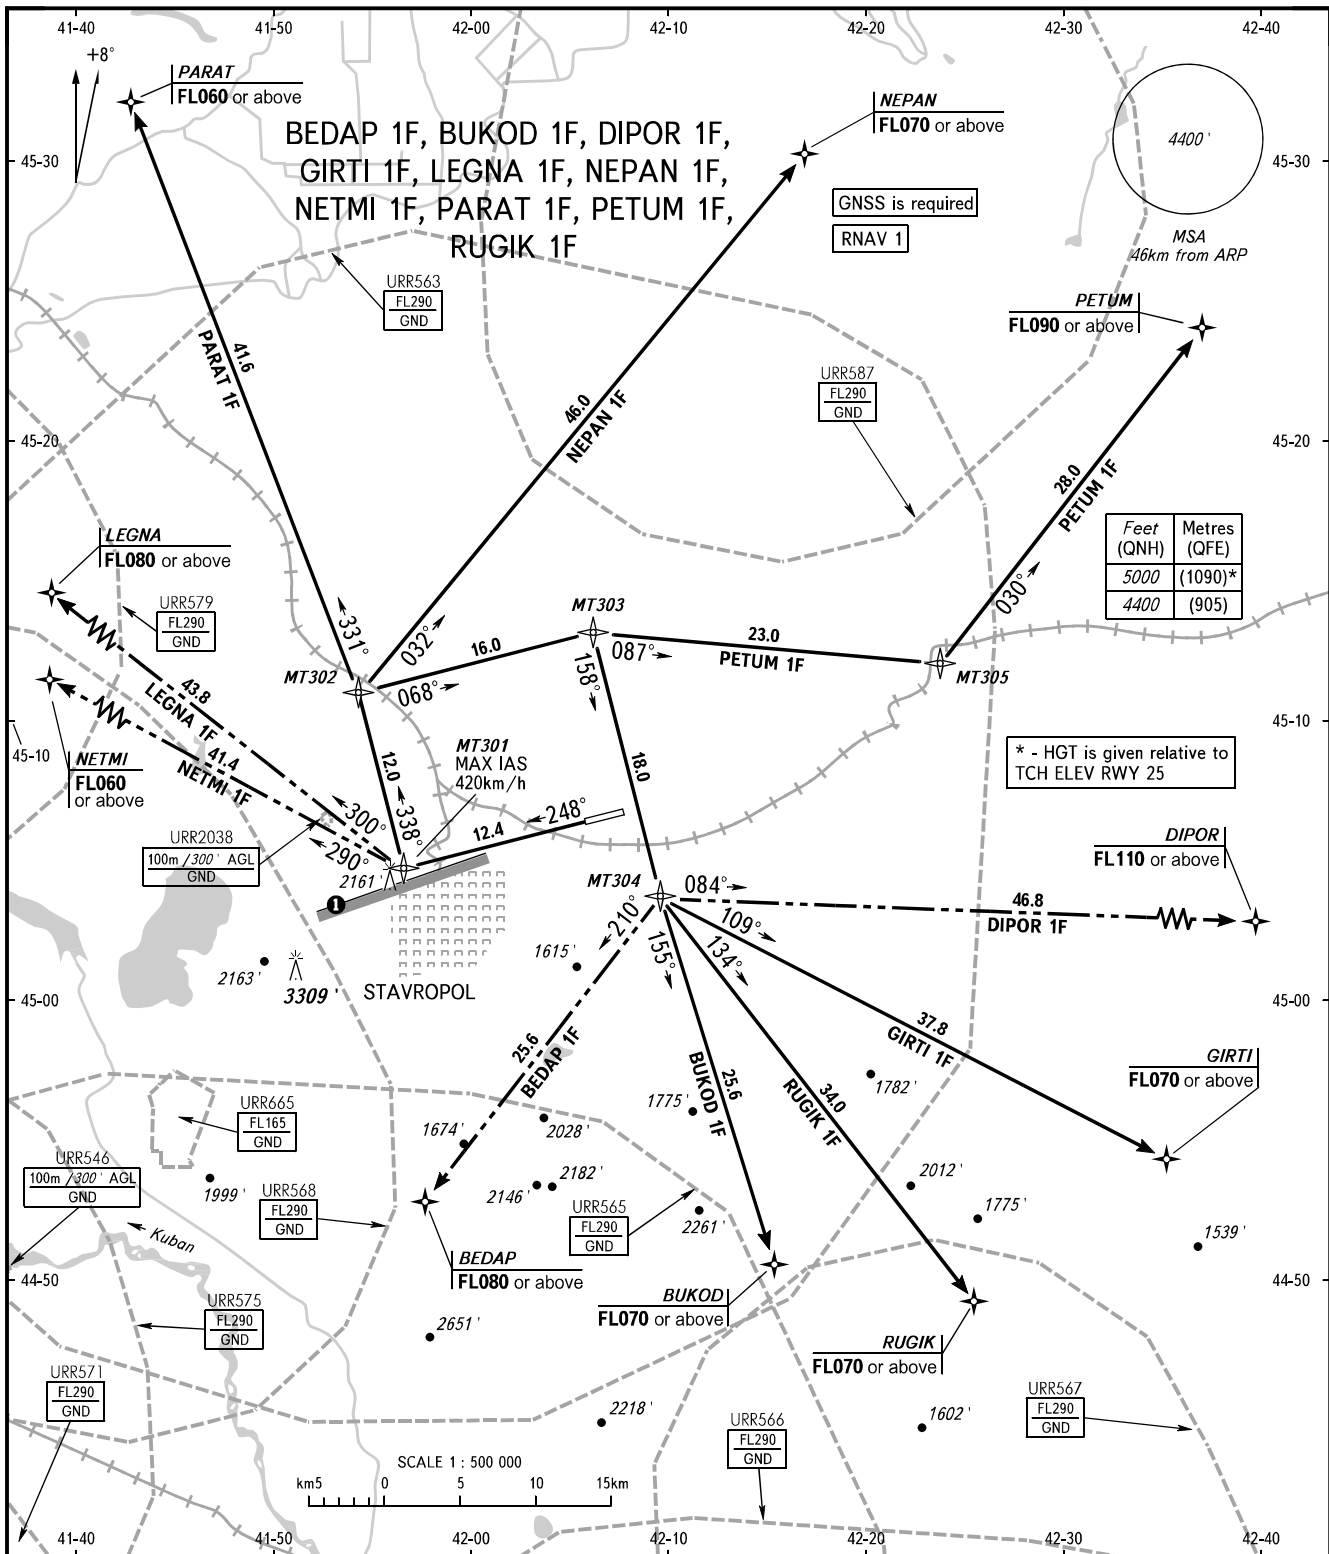 41-40
41-50
42-00
42-10
42-20
42-30
42-40
+8°
PARAT
FL060 or above
NEPAN
FL070 or above
4400 '
BEDAP 1F, BUKOD 1F, DIPOR 1F,
GIRTI 1F, LEGNA 1F, NEPAN 1F,
NETMI 1F, PARAT 1F, PETUM 1F,
RUGIK 1F
45-30
45-30
GNSS is required
RNAV 1
MSA
46km from ARP
URR563
FL290
GND
PETUM
FL090 or above
41.6
PARAT 1F
46.0
NEPAN 1F
URR587
FL290
GND
45-20
45-20
28.0
PETUM 1F
LEGNA
FL080 or above
Feet
(QNH)
Metres
(QFE)
5000
(1090)*
4400
(905)
URR579
FL290
GND
331°
032°
MT303
030°
16.0
087°
23.0
PETUM 1F
MT302
068°
158°
MT305
43.8
LEGNA 1F
41.4
NETMI 1F
45-10
45-10
NETMI
FL060
or above
12.0
338°
MT301
MAX IAS
420km/h
18.0
* - HGT is given relative to
TCH ELEV RWY 25
300°
290°
12.4
248°
URR2038
100m /300 ' AGL
GND
2161 '
1
DIPOR
FL110 or above
MT304
084°
46.8
DIPOR 1F
210°
155°
134°
109°
1615 '
2163 '
3309 '
STAVROPOL
45-00
45-00
25.6
BEDAP 1F
25.6
BUKOD 1F
34.0
RUGIK 1F
37.8
GIRTI 1F
GIRTI
FL070 or above
1782 '
1775 '
URR665
FL165
GND
1674 '
2028 '
URR546
100m /300 ' AGL
GND
1999 '
URR568
FL290
GND
2182 '
2146 '
URR565
FL290
GND
2261 '
2012 '
1775 '
1539 '
Kuban
BEDAP
FL080 or above
44-50
44-50
BUKOD
FL070 or above
URR575
FL290
GND
2651 '
RUGIK
FL070 or above
URR571
FL290
GND
URR567
FL290
GND
2218 '
URR566
FL290
GND
1602 '
SCALE 1 : 500 000
km5
0
5
10
15km
41-40
41-50
42-00
42-10
42-20
42-30
42-40